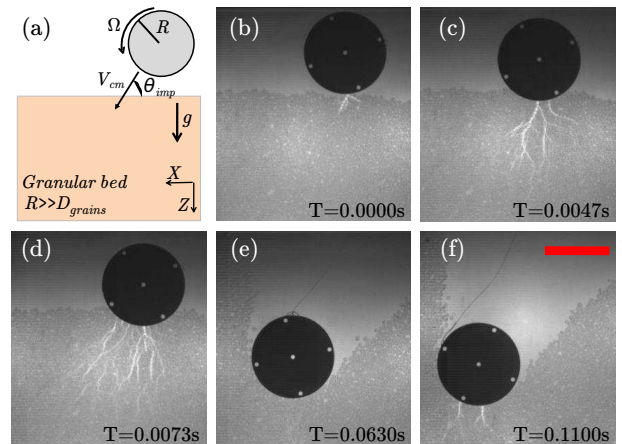 (a)
Ω
R
V_cm
θ_imp
g
Granular bed
R>>D_grains
X
Z
(b)
T=0.0000s
(c)
T=0.0047s
(d)
T=0.0073s
(e)
T=0.0630s
(f)
T=0.1100s